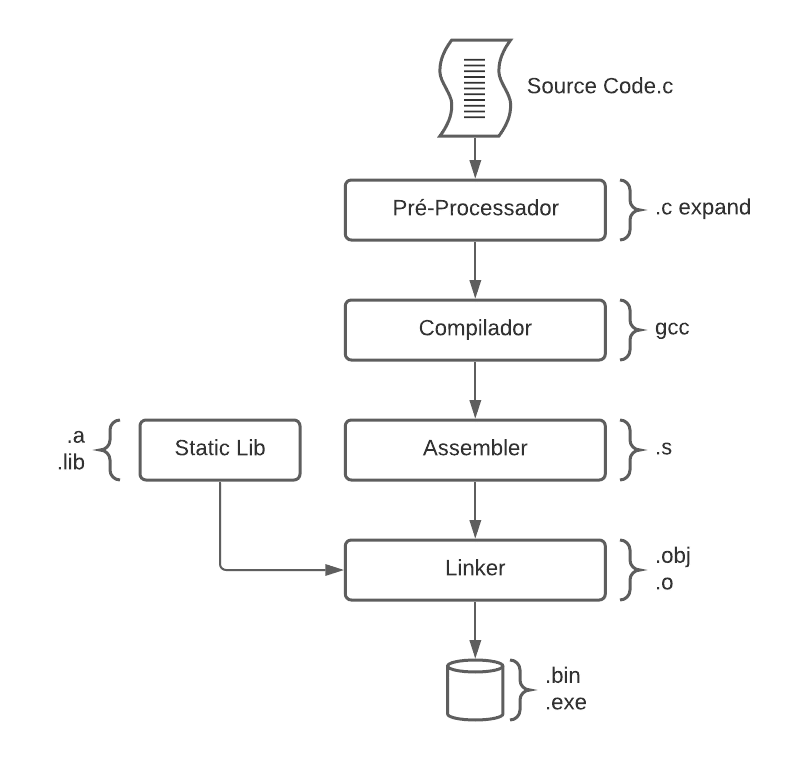 Source Code.c
Pré-Processador
.c expand
Compilador
gcc
.a
.lib
Static Lib
Assembler
.s
Linker
.obj
.o
.bin
.exe